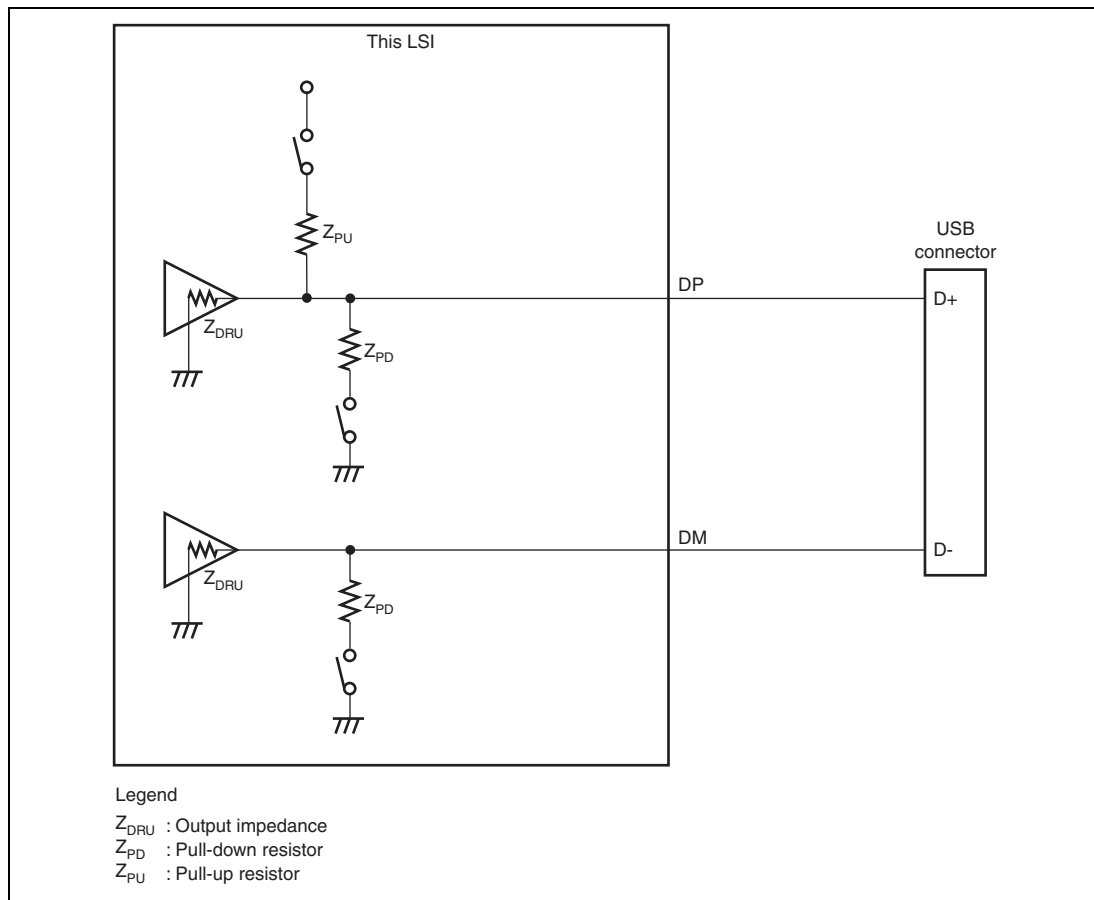 This LSI
Z_PU
USB
connector
DP
D+
Z_DRU
Z_PD
DM
D-
Z_DRU
Z_PD
Legend
Z_DRU : Output impedance
Z_PD : Pull-down resistor
Z_PU : Pull-up resistor